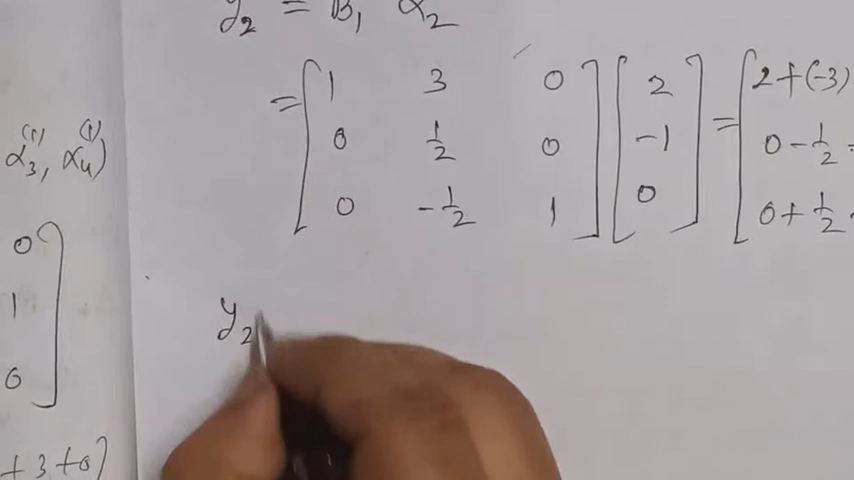 y₂ = B₁ α₂
= [1 3 0] [2] = [2+(-3)
[0 1/2 0] [-1] [0-1/2
[0 -1/2 1] [0] [0+1/2
y₂
α₃⁽¹⁾, α₄⁽¹⁾)
0]
1
0
+3+0)